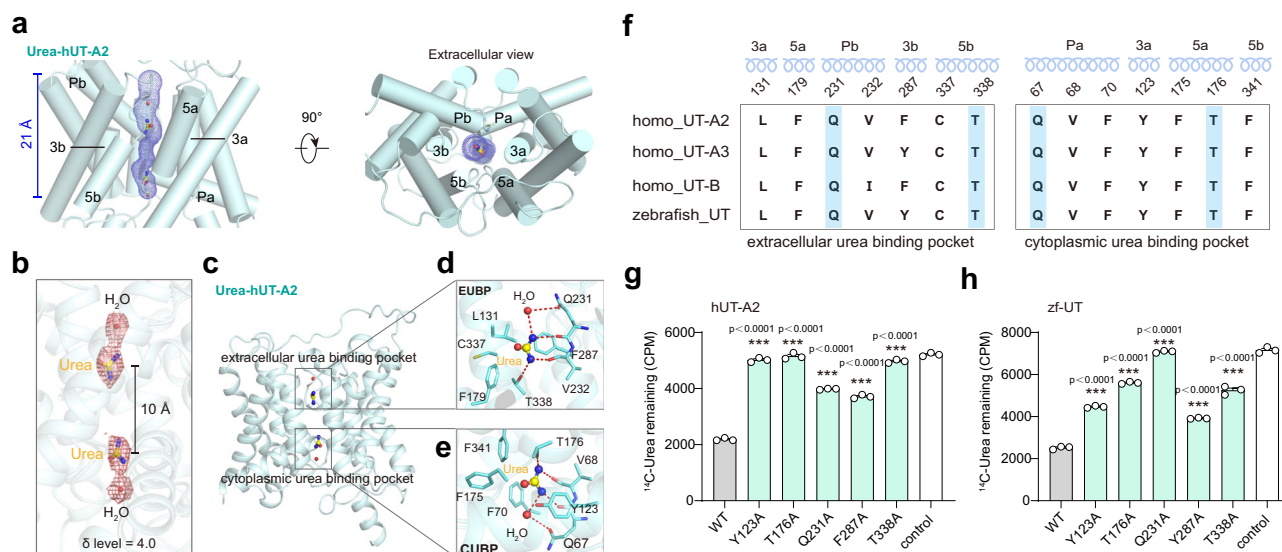 a
Urea-hUT-A2
Extracellular view
21 Å
Pb
5a
3b
3a
5b
Pa
90°
Pb
Pa
3b
3a
5b
5a
b
H₂O
Urea
10 Å
Urea
H₂O
δ level = 4.0
c
Urea-hUT-A2
extracellular urea binding pocket
cytoplasmic urea binding pocket
d
EUBP
H₂O
Q231
L131
C337
Urea
F287
V232
F179
T338
e
F341
T176
Urea
V68
F175
F70
Y123
H₂O
Q67
CUBP
f
3a 5a Pb 3b 5b Pa 3a 5a 5b
131 179 231 232 287 337 338 67 68 70 123 175 176 341
homo_UT-A2 L F Q V F C T Q V F Y F T F
homo_UT-A3 L F Q V Y C T Q V F Y F T F
homo_UT-B L F Q I F C T Q V F Y F T F
zebrafish_UT L F Q V Y C T Q V F Y F T F
extracellular urea binding pocket cytoplasmic urea binding pocket
g
hUT-A2
¹⁴C-Urea remaining (CPM)
6000
4000
2000
0
p<0.0001 p<0.0001 p<0.0001 p<0.0001 p<0.0001
*** *** *** *** ***
WT Y123A T176A Q231A F287A T338A control
h
zf-UT
¹⁴C-Urea remaining (CPM)
8000
6000
4000
2000
0
p<0.0001 p<0.0001 p<0.0001 p<0.0001 p<0.0001
*** *** *** *** ***
WT Y123A T176A Q231A Y287A T338A control